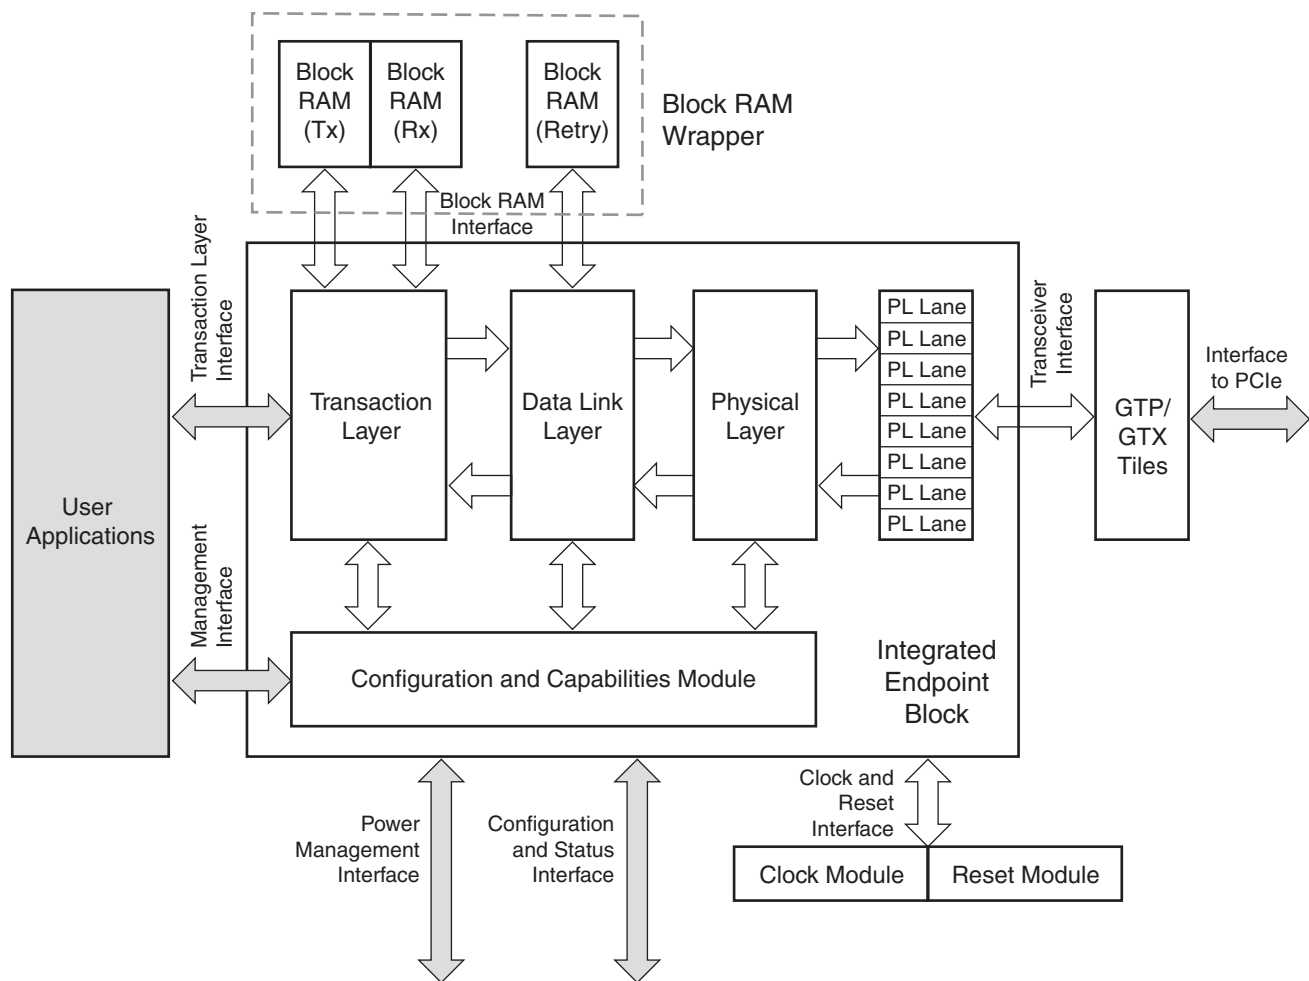 Block
RAM
(Tx)
Block
RAM
(Rx)
Block
RAM
(Retry)
Block RAM
Wrapper
Block RAM
Interface
Transaction Layer
Interface
User
Applications
Management
Interface
Transaction
Layer
Data Link
Layer
Physical
Layer
PL Lane
PL Lane
PL Lane
PL Lane
PL Lane
PL Lane
PL Lane
PL Lane
Transceiver
Interface
GTP/
GTX
Tiles
Interface
to PCIe
Configuration and Capabilities Module
Integrated
Endpoint
Block
Power
Management
Interface
Configuration
and Status
Interface
Clock and
Reset
Interface
Clock Module
Reset Module